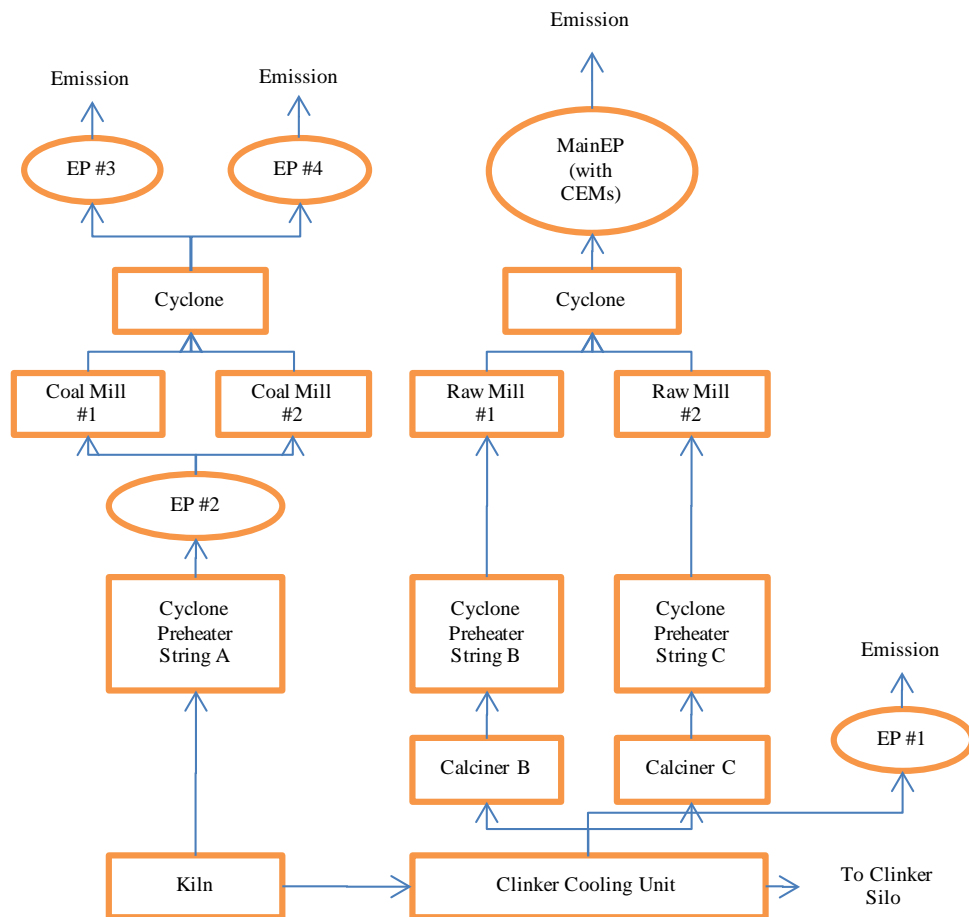 Emission
Emission
Emission
EP #3
EP #4
MainEP
(with
CEMs)
Cyclone
Cyclone
Coal Mill
#1
Coal Mill
#2
Raw Mill
#1
Raw Mill
#2
EP #2
Cyclone
Preheater
String A
Cyclone
Preheater
String B
Cyclone
Preheater
String C
Emission
EP #1
Calciner B
Calciner C
Kiln
Clinker Cooling Unit
To Clinker
Silo